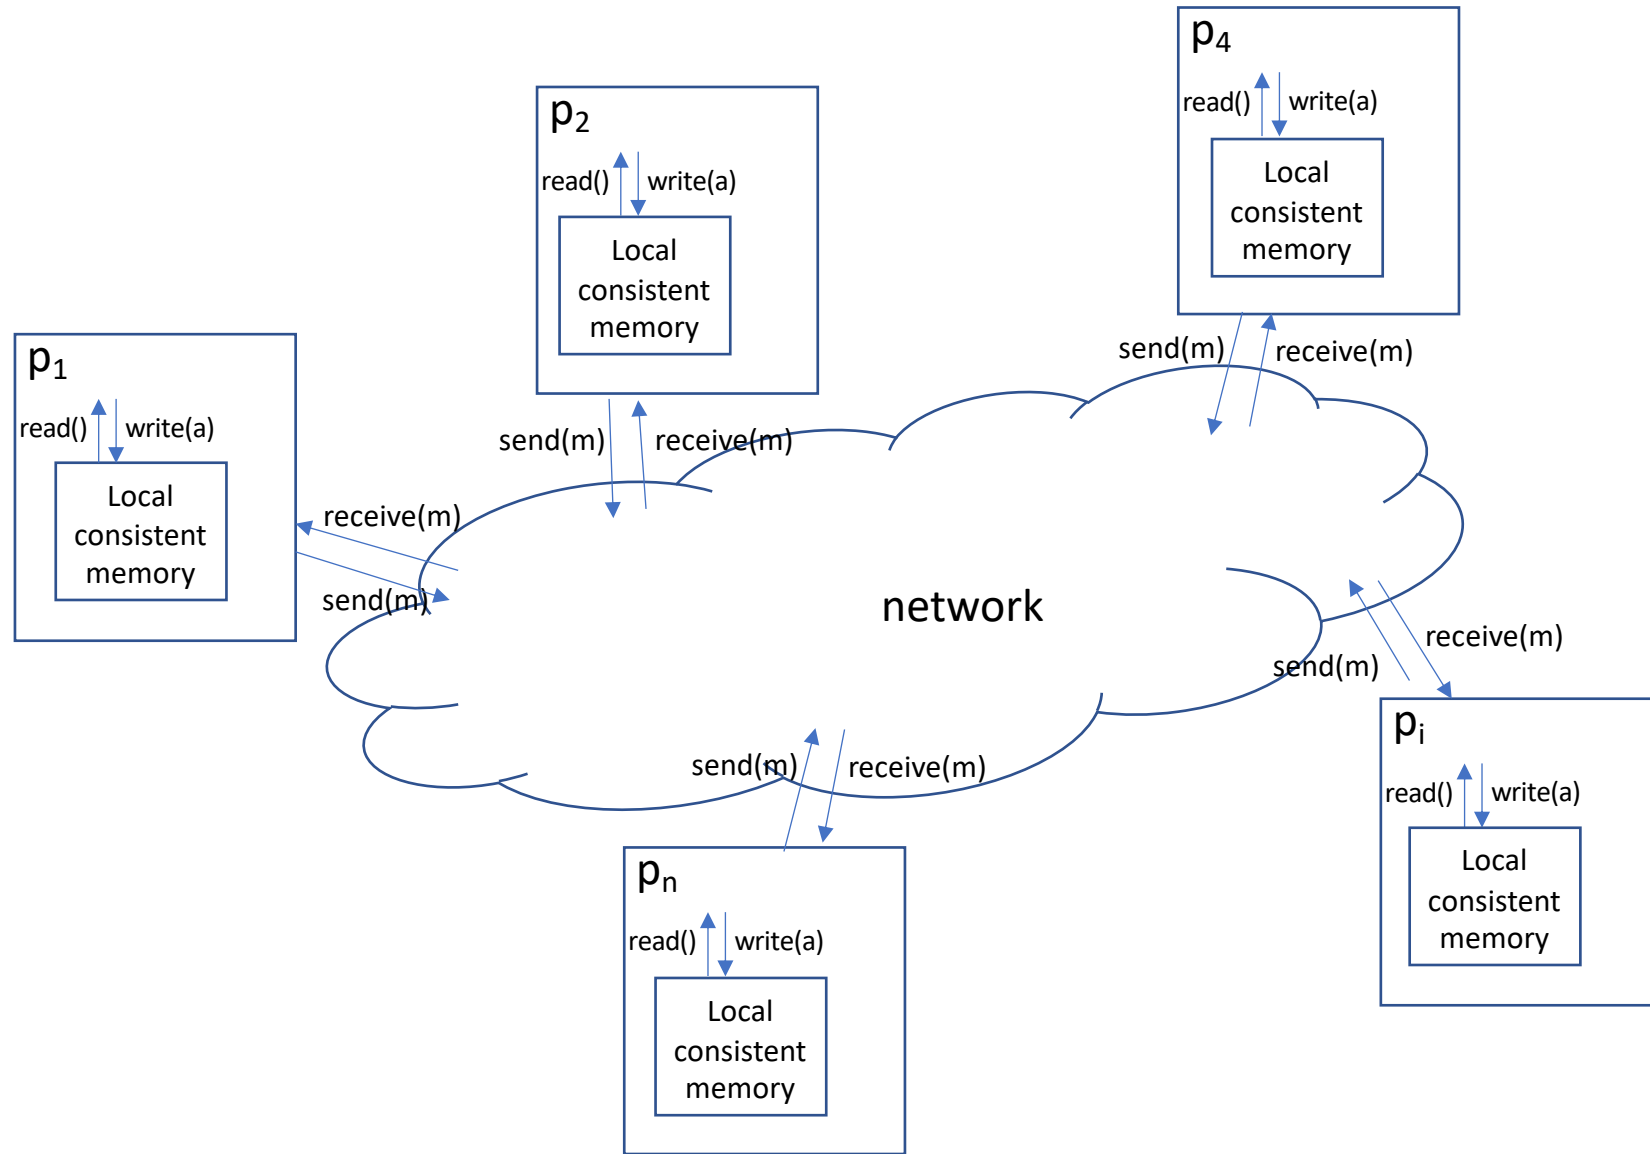 p4
read()
write(a)
Local
consistent
memory
send(m)
receive(m)
p2
read()
write(a)
Local
consistent
memory
send(m)
receive(m)
p1
read()
write(a)
Local
consistent
memory
receive(m)
send(m)
network
receive(m)
send(m)
pi
read()
write(a)
Local
consistent
memory
send(m)
receive(m)
pn
read()
write(a)
Local
consistent
memory